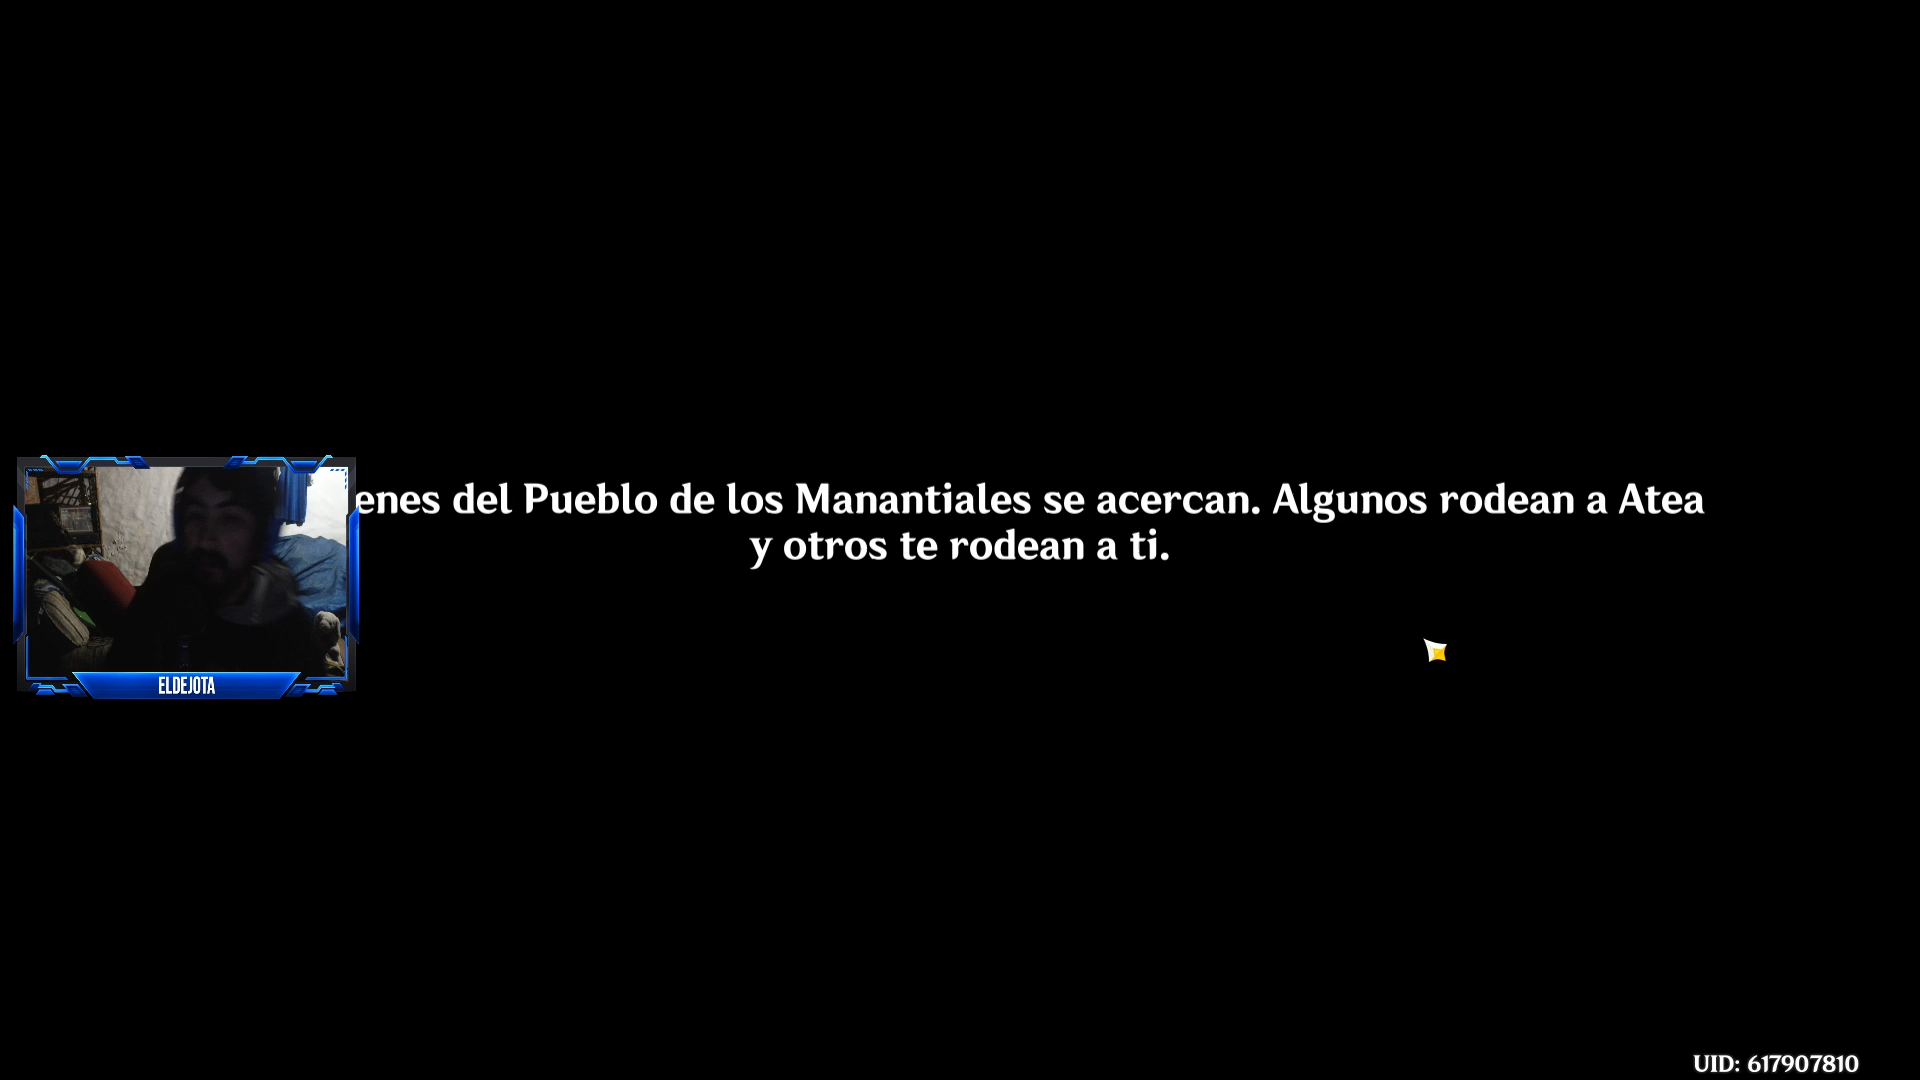 enes del Pueblo de los Manantiales se acercan. Algunos rodean a Atea
y otros te rodean a ti.
ELDEJOTA
UID: 617907810